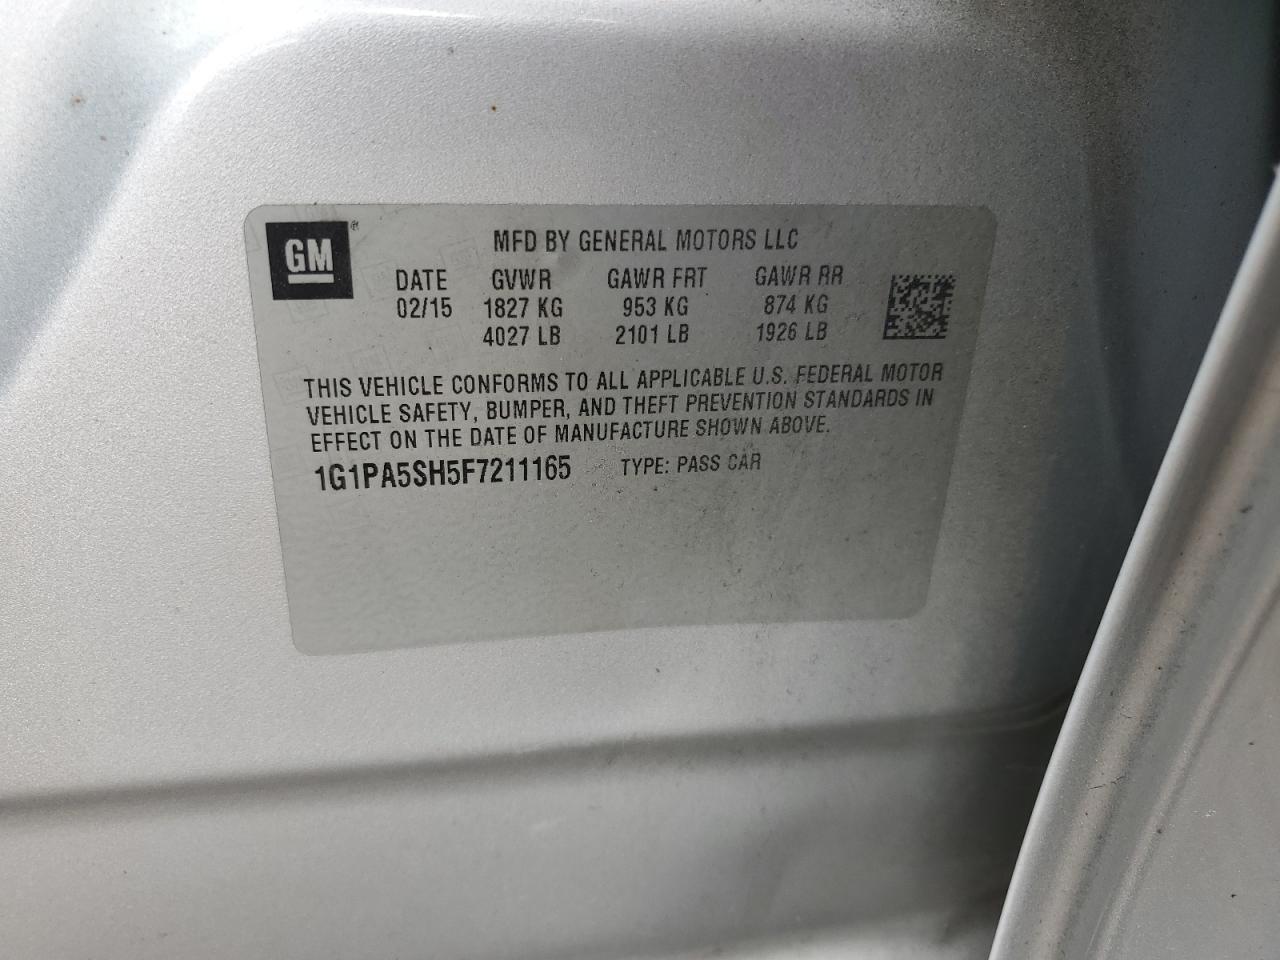 GM®
MFD BY GENERAL MOTORS LLC
DATE GVWR GAWR FRT GAWR RR
02/15 1827 KG 953 KG 874 KG
4027 LB 2101 LB 1926 LB
THIS VEHICLE CONFORMS TO ALL APPLICABLE U.S. FEDERAL MOTOR
VEHICLE SAFETY, BUMPER, AND THEFT PREVENTION STANDARDS IN
EFFECT ON THE DATE OF MANUFACTURE SHOWN ABOVE.
1G1PA5SH5F7211165 TYPE: PASS CAR